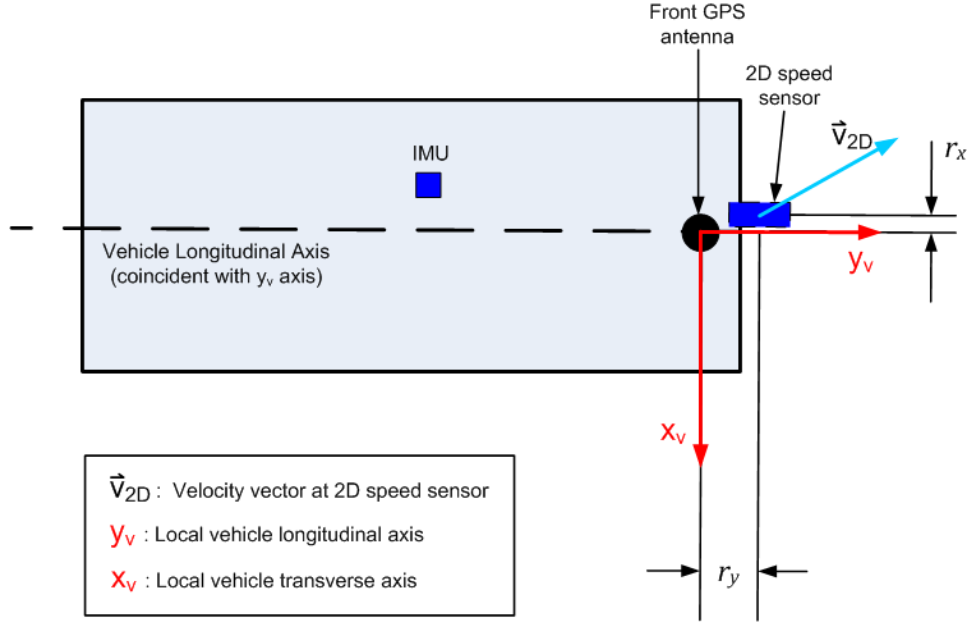 Front GPS
antenna
2D speed
sensor
v⃗2D
rx
IMU
Vehicle Longitudinal Axis
(coincident with yv axis)
yv
xv
v⃗2D : Velocity vector at 2D speed sensor
yv : Local vehicle longitudinal axis
xv : Local vehicle transverse axis
ry